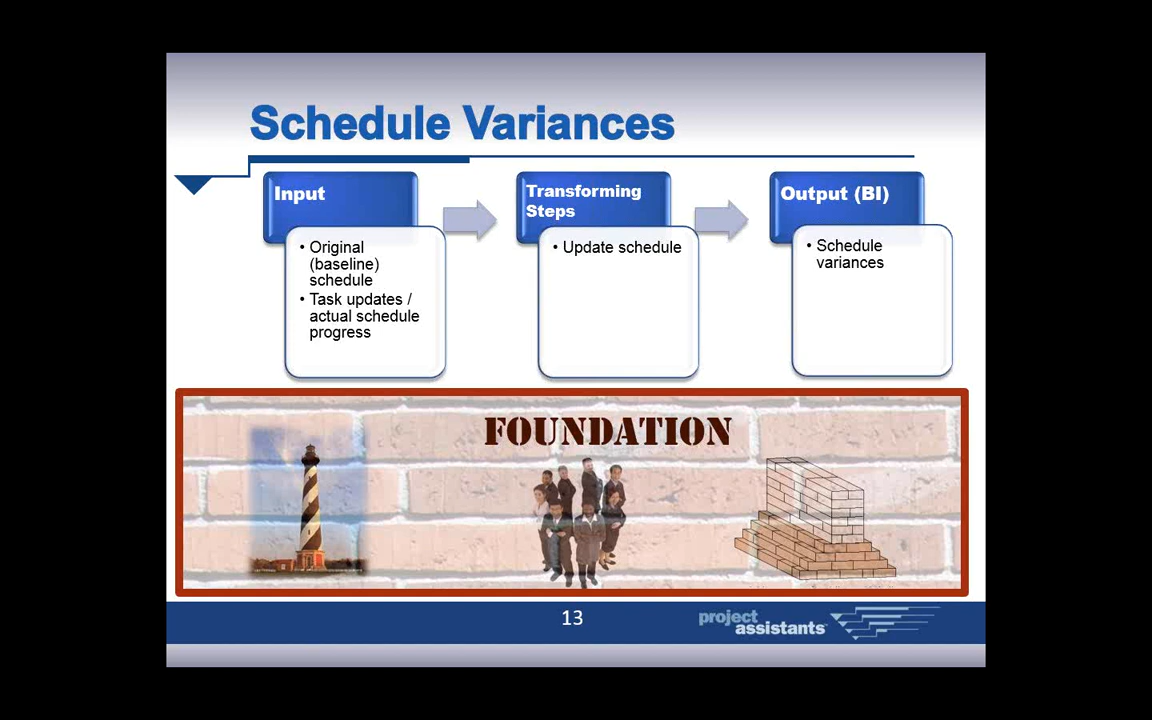 Schedule Variances
Input
• Original
(baseline)
schedule
• Task updates /
actual schedule
progress
Transforming
Steps
• Update schedule
Output (BI)
• Schedule
variances
FOUNDATION
13
project
assistants